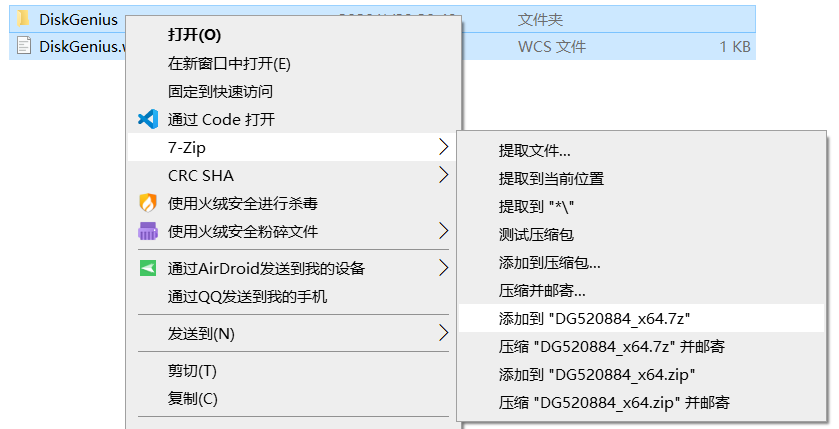 DiskGenius
文件夹
DiskGenius.w
WCS 文件
1 KB
打开(O)
在新窗口中打开(E)
固定到快速访问
通过 Code 打开
7-Zip
CRC SHA
使用火绒安全进行杀毒
使用火绒安全粉碎文件
通过AirDroid发送到我的设备
通过QQ发送到我的手机
发送到(N)
剪切(T)
复制(C)
提取文件...
提取到当前位置
提取到 "*\"
测试压缩包
添加到压缩包...
压缩并邮寄...
添加到 "DG520884_x64.7z"
压缩 "DG520884_x64.7z" 并邮寄
添加到 "DG520884_x64.zip"
压缩 "DG520884_x64.zip" 并邮寄